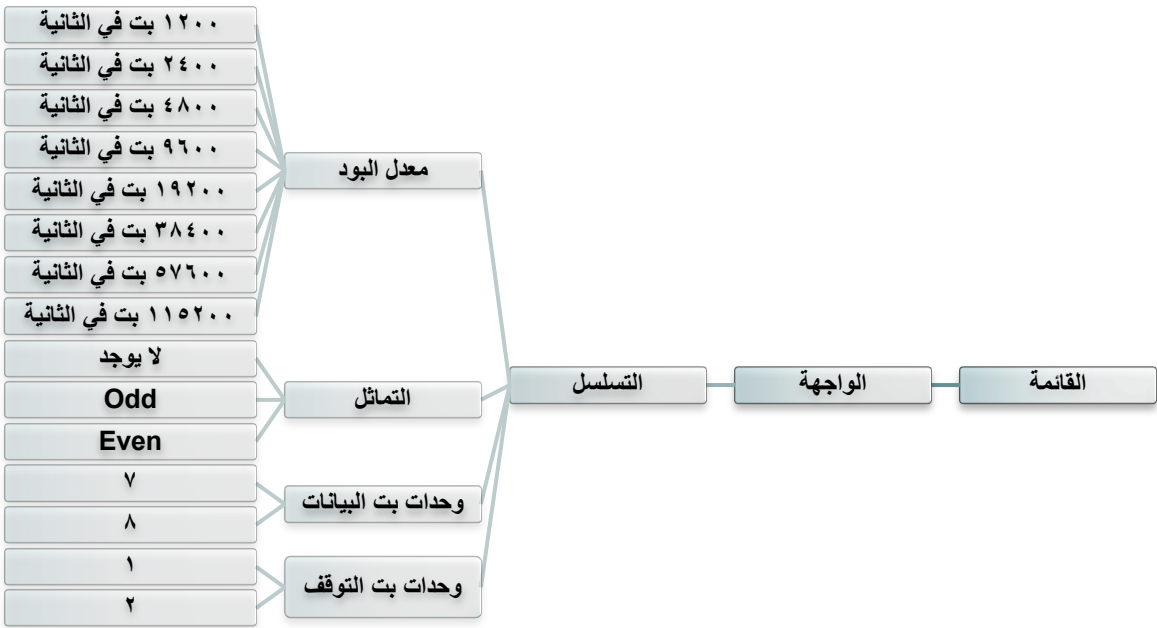 القائمة
الواجهة
التسلسل
معدل البود
١٢٠٠ بت في الثانية
٢٤٠٠ بت في الثانية
٤٨٠٠ بت في الثانية
٩٦٠٠ بت في الثانية
١٩٢٠٠ بت في الثانية
٣٨٤٠٠ بت في الثانية
٥٧٦٠٠ بت في الثانية
١١٥٢٠٠ بت في الثانية
التماثل
لا يوجد
Odd
Even
وحدات بت البيانات
٧
٨
وحدات بت التوقف
١
٢